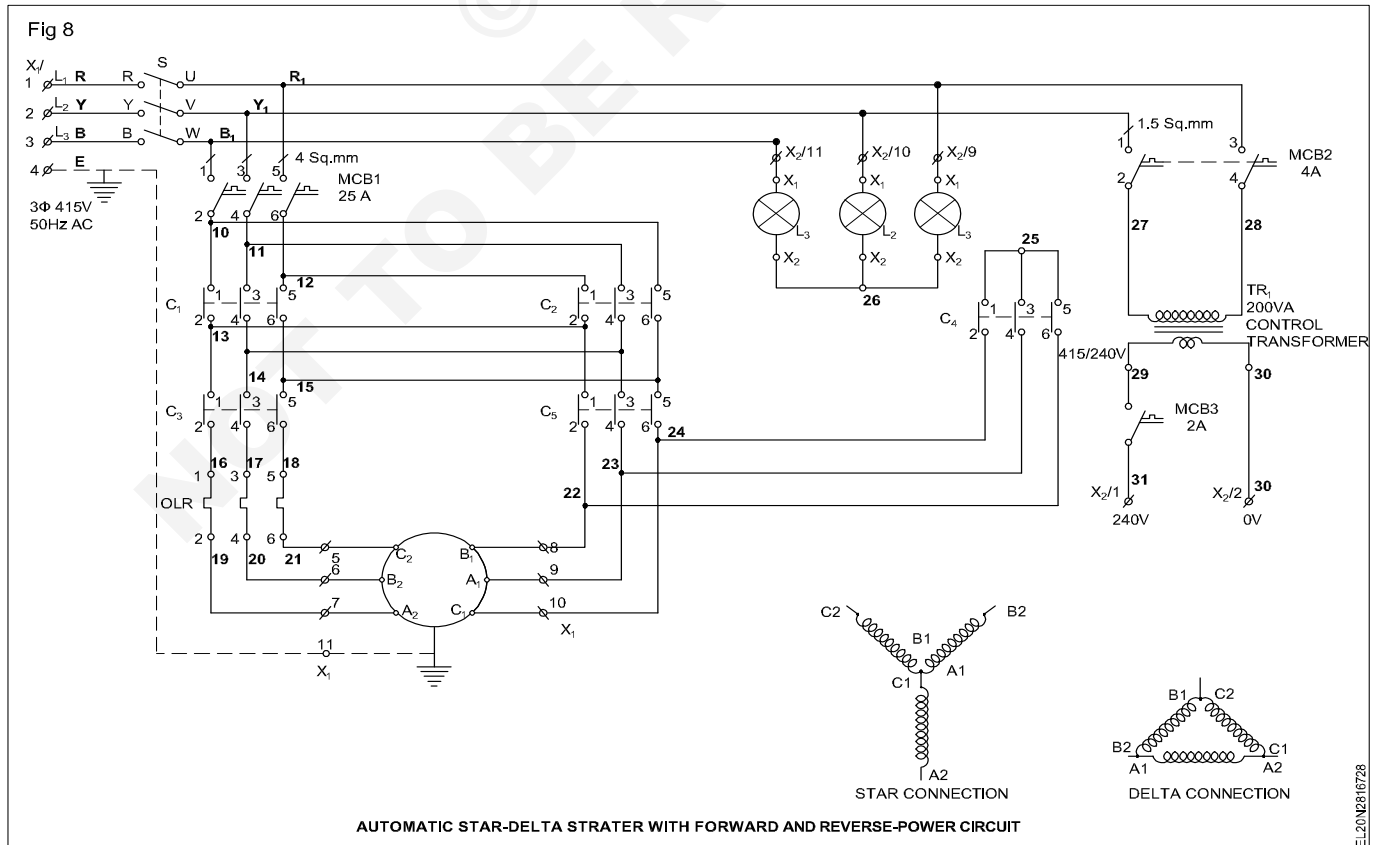 Fig 8
X₁/
1 L₁ R R S U R₁
2 L₂ Y Y V Y₁
3 L₃ B B W B₁
4 E
3Φ 415V
50Hz AC
1 3 5 4 Sq.mm
MCB1
25 A
2 4 6
10
11
12
C₁ 1 3 5
2 4 6
13
14
15
C₂ 1 3 5
2 4 6
C₃ 1 3 5
2 4 6
C₅ 1 3 5
2 4 6
24
23
22
16 17 18
1 3 5
OLR
2 4 6
19 20 21
5 C₂ B₁ 8
6 B₂ A₁ 9
7 A₂ C₁ 10
X₁
11
X₁
X₂/11 X₂/10 X₂/9
X₁ X₁ X₁
L₃ L₂ L₃
X₂ X₂ X₂
26
25
C₄ 1 3 5
2 4 6
1.5 Sq.mm
1 3
MCB2
4A
2 4
27 28
TR₁
200VA
CONTROL
TRANSFORMER
415/240V
29 30
MCB3
2A
31 30
X₂/1 X₂/2
240V 0V
C2 B2
B1
C1 A1
A2
STAR CONNECTION
B1 C2
B2 C1
A1 A2
DELTA CONNECTION
AUTOMATIC STAR-DELTA STRATER WITH FORWARD AND REVERSE-POWER CIRCUIT
EL20N2816728
NOT TO BE R
©